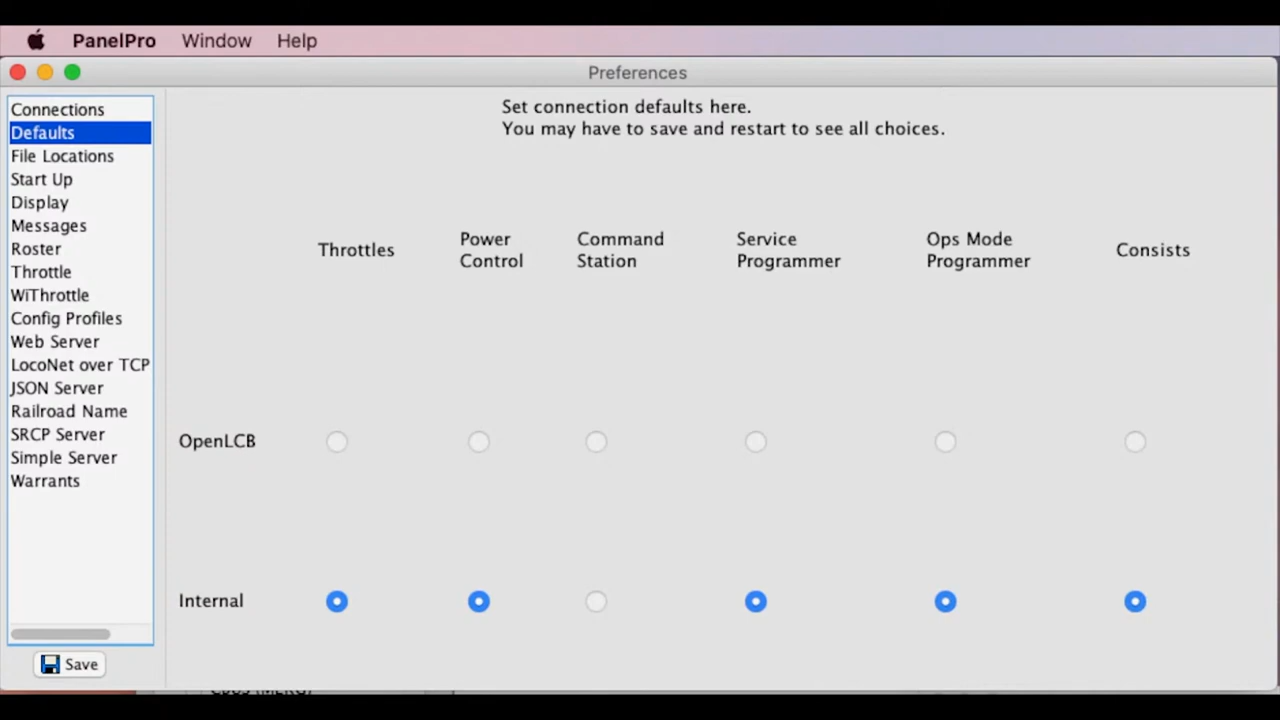 PanelPro Window Help
Preferences
Connections
Defaults
File Locations
Start Up
Display
Messages
Roster
Throttle
WiThrottle
Config Profiles
Web Server
LocoNet over TCP
JSON Server
Railroad Name
SRCP Server
Simple Server
Warrants
Save
Set connection defaults here.
You may have to save and restart to see all choices.
Throttles
Power
Control
Command
Station
Service
Programmer
Ops Mode
Programmer
Consists
OpenLCB
Internal